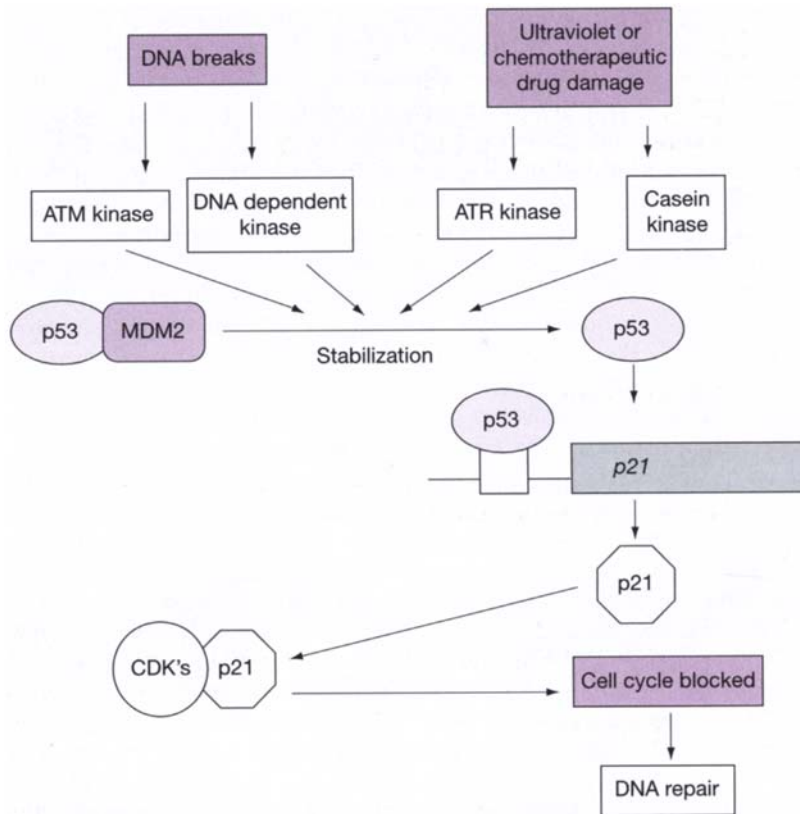 DNA breaks
Ultraviolet or
chemotherapeutic
drug damage
ATM kinase
DNA dependent
kinase
ATR kinase
Casein
kinase
p53
MDM2
Stabilization
p53
p53
p21
p21
CDK's
p21
Cell cycle blocked
DNA repair